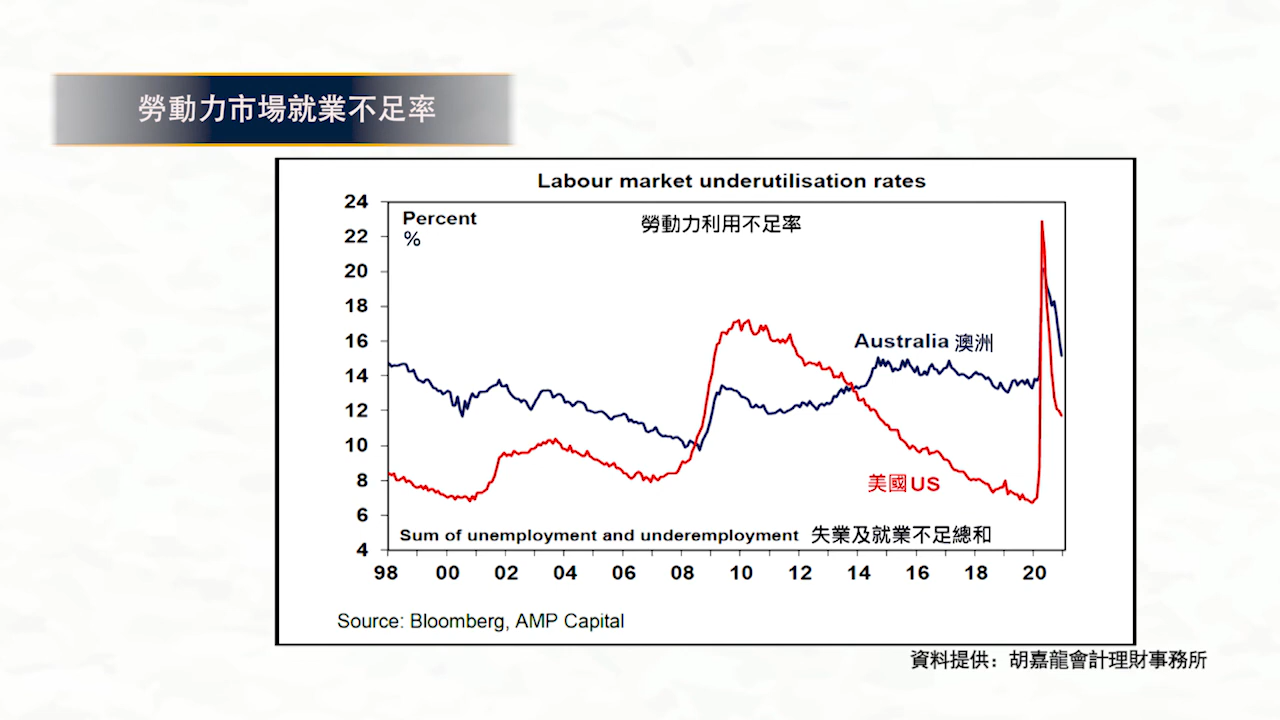 勞動力市場就業不足率
Labour market underutilisation rates
24
Percent
勞動力利用不足率
%
22
20
18
16
Australia 澳洲
14
12
10
8
美國US
6
Sum of unemployment and underemployment 失業及就業不足總和
4
98 00 02 04 06 08 10 12 14 16 18 20
Source: Bloomberg, AMP Capital
資料提供：胡嘉龍會計理財事務所